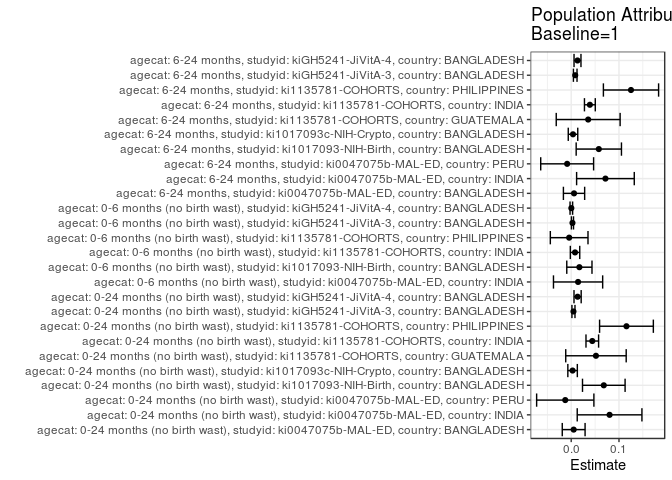 Population Attribu
Baseline=1
agecat: 6-24 months, studyid: kiGH5241-JiVitA-4, country: BANGLADESH
agecat: 6-24 months, studyid: kiGH5241-JiVitA-3, country: BANGLADESH
agecat: 6-24 months, studyid: ki1135781-COHORTS, country: PHILIPPINES
agecat: 6-24 months, studyid: ki1135781-COHORTS, country: INDIA
agecat: 6-24 months, studyid: ki1135781-COHORTS, country: GUATEMALA
agecat: 6-24 months, studyid: ki1017093c-NIH-Crypto, country: BANGLADESH
agecat: 6-24 months, studyid: ki1017093-NIH-Birth, country: BANGLADESH
agecat: 6-24 months, studyid: ki0047075b-MAL-ED, country: PERU
agecat: 6-24 months, studyid: ki0047075b-MAL-ED, country: INDIA
agecat: 6-24 months, studyid: ki0047075b-MAL-ED, country: BANGLADESH
agecat: 0-6 months (no birth wast), studyid: kiGH5241-JiVitA-4, country: BANGLADESH
agecat: 0-6 months (no birth wast), studyid: kiGH5241-JiVitA-3, country: BANGLADESH
agecat: 0-6 months (no birth wast), studyid: ki1135781-COHORTS, country: PHILIPPINES
agecat: 0-6 months (no birth wast), studyid: ki1135781-COHORTS, country: INDIA
agecat: 0-6 months (no birth wast), studyid: ki1017093-NIH-Birth, country: BANGLADESH
agecat: 0-6 months (no birth wast), studyid: ki0047075b-MAL-ED, country: INDIA
agecat: 0-24 months (no birth wast), studyid: kiGH5241-JiVitA-4, country: BANGLADESH
agecat: 0-24 months (no birth wast), studyid: kiGH5241-JiVitA-3, country: BANGLADESH
agecat: 0-24 months (no birth wast), studyid: ki1135781-COHORTS, country: PHILIPPINES
agecat: 0-24 months (no birth wast), studyid: ki1135781-COHORTS, country: INDIA
agecat: 0-24 months (no birth wast), studyid: ki1135781-COHORTS, country: GUATEMALA
agecat: 0-24 months (no birth wast), studyid: ki1017093c-NIH-Crypto, country: BANGLADESH
agecat: 0-24 months (no birth wast), studyid: ki1017093-NIH-Birth, country: BANGLADESH
agecat: 0-24 months (no birth wast), studyid: ki0047075b-MAL-ED, country: PERU
agecat: 0-24 months (no birth wast), studyid: ki0047075b-MAL-ED, country: INDIA
agecat: 0-24 months (no birth wast), studyid: ki0047075b-MAL-ED, country: BANGLADESH
0.0 0.1
Estimate